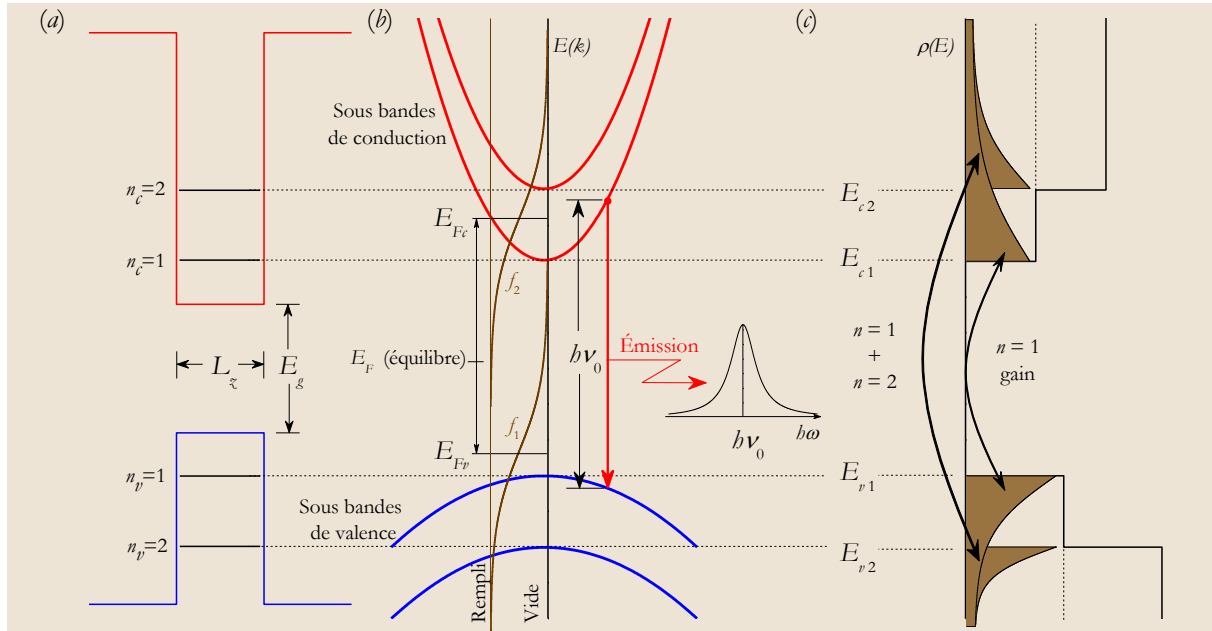 (a)
(b)
(c)
E(k)
ρ(E)
Sous bandes
de conduction
n_c=2
n_c=1
E_Fc
f_2
E_c2
E_c1
L_z
E_g
E_F (équilibre)
hν_0
Émission
hν_0
ħω
n = 1
+
n = 2
n = 1
gain
f_1
E_Fv
n_v=1
n_v=2
Sous bandes
de valence
Rempli
Vide
E_v1
E_v2